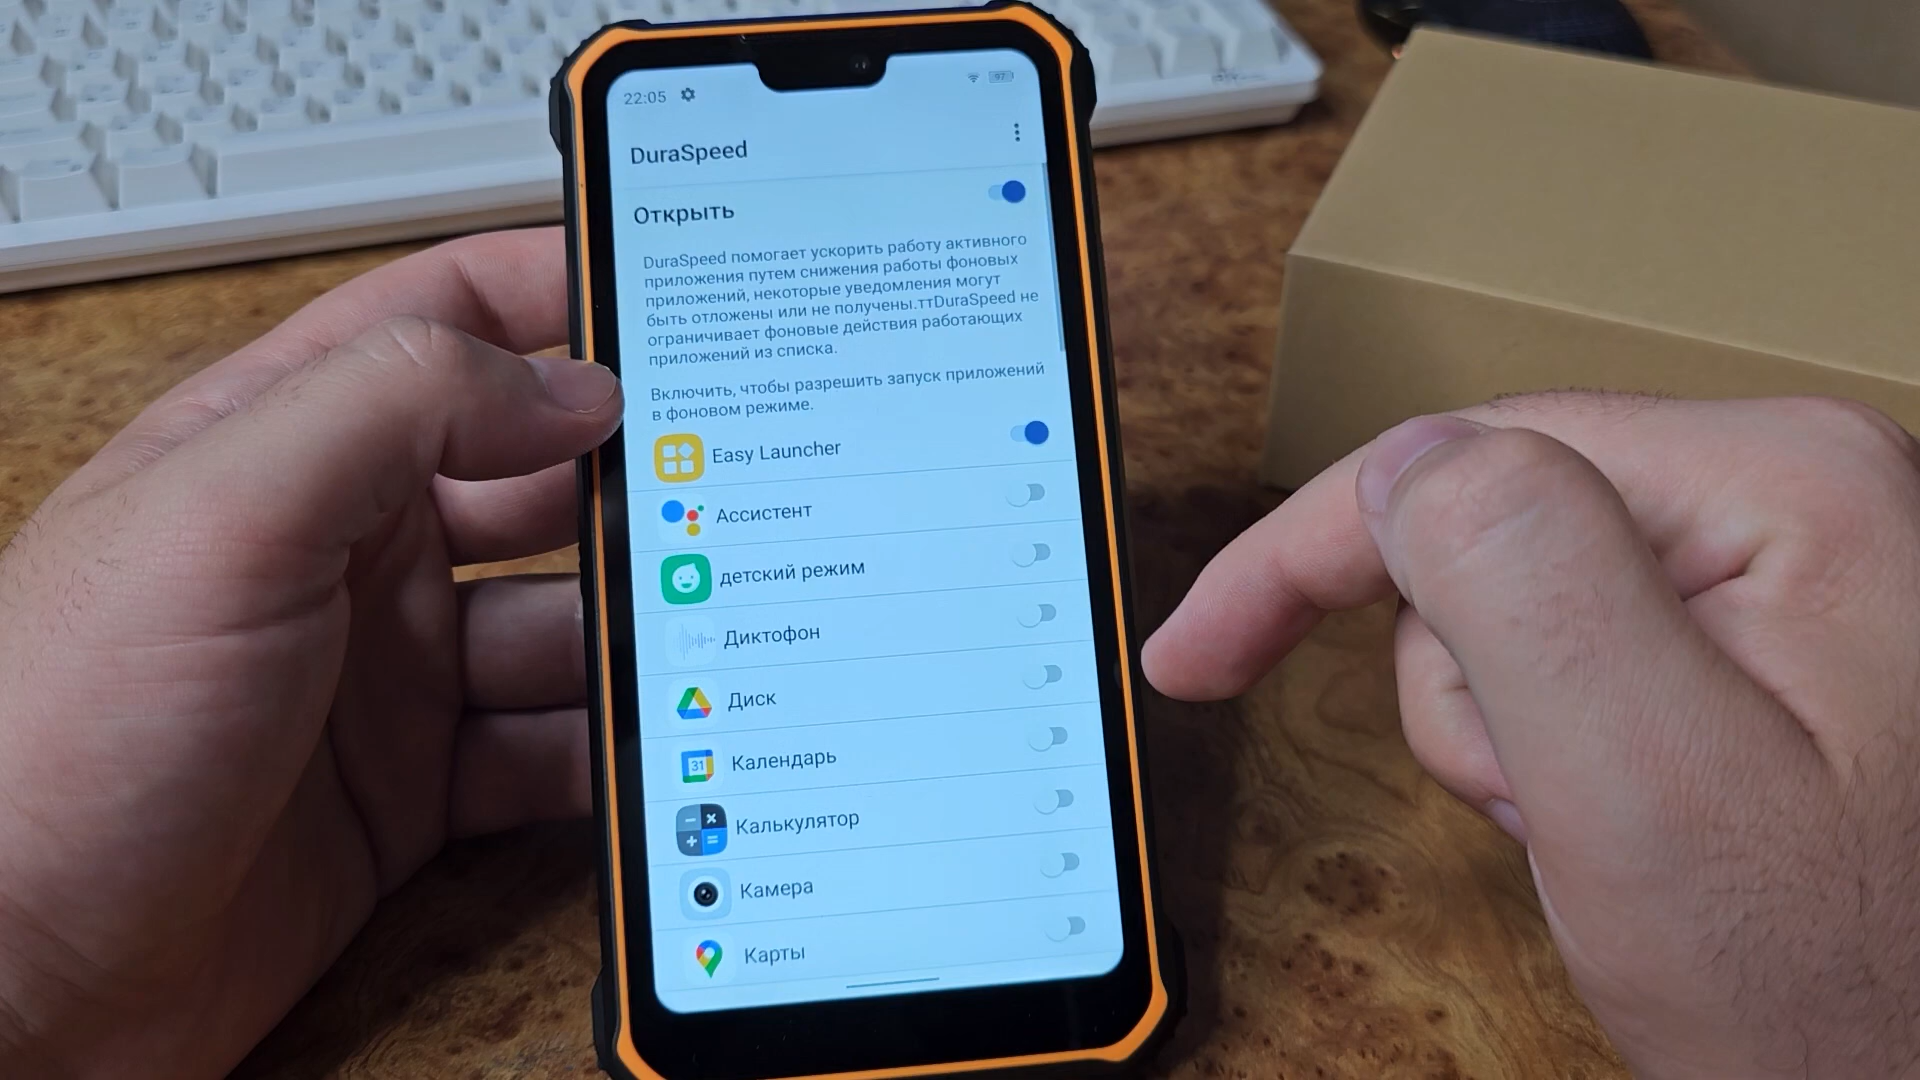 22:05
97
DuraSpeed
Открыть
DuraSpeed помогает ускорить работу активного
приложения путем снижения работы фоновых
приложений, некоторые уведомления могут
быть отложены или не получены.ттDuraSpeed не
ограничивает фоновые действия работающих
приложений из списка.
Включить, чтобы разрешить запуск приложений
в фоновом режиме.
Easy Launcher
Ассистент
детский режим
Диктофон
Диск
31
Календарь
Калькулятор
Камера
Карты